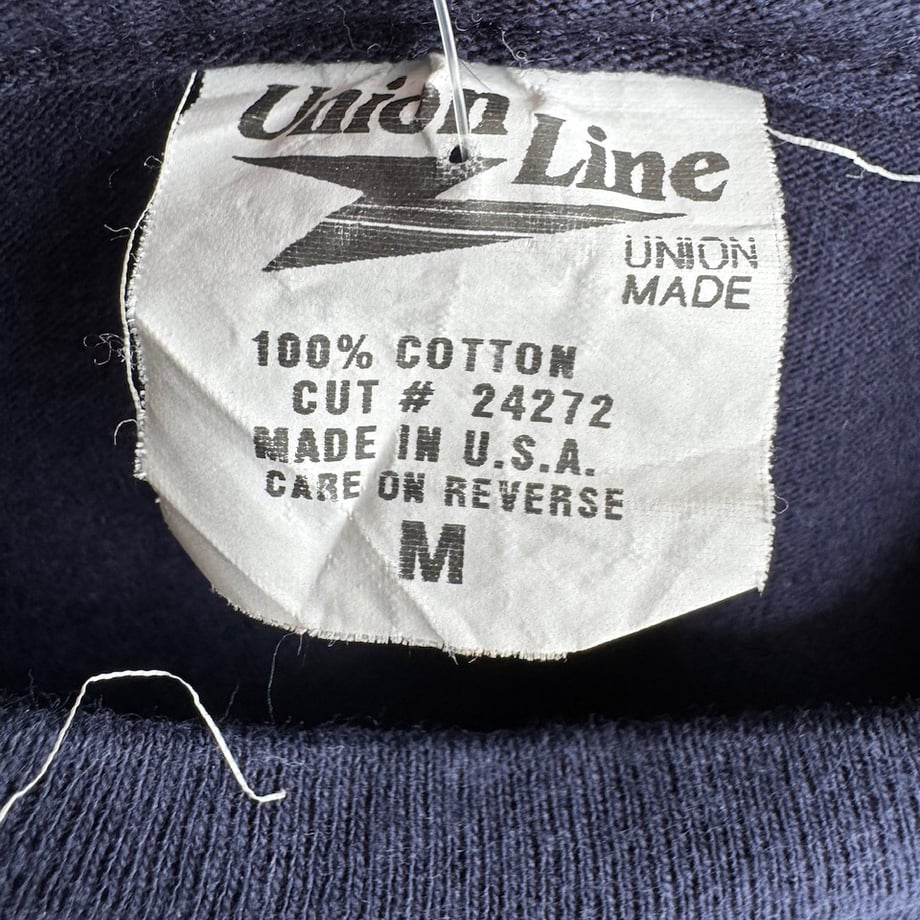 Union
Line
UNION
MADE
100% COTTON
CUT # 24272
MADE IN U.S.A.
CARE ON REVERSE
M